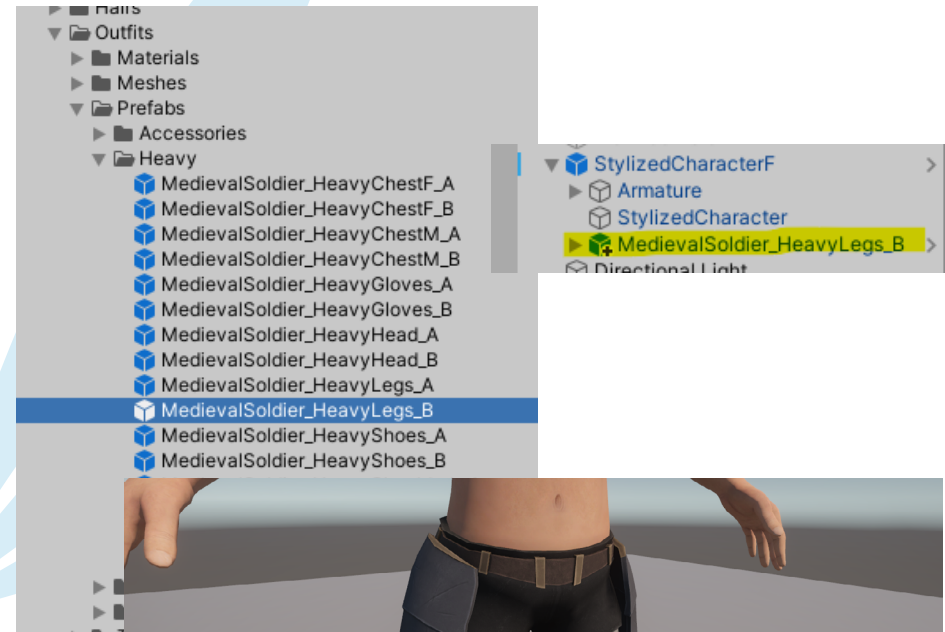 Hairs
Outfits
Materials
Meshes
Prefabs
Accessories
Heavy
MedievalSoldier_HeavyChestF_A
MedievalSoldier_HeavyChestF_B
MedievalSoldier_HeavyChestM_A
MedievalSoldier_HeavyChestM_B
MedievalSoldier_HeavyGloves_A
MedievalSoldier_HeavyGloves_B
MedievalSoldier_HeavyHead_A
MedievalSoldier_HeavyHead_B
MedievalSoldier_HeavyLegs_A
MedievalSoldier_HeavyLegs_B
MedievalSoldier_HeavyShoes_A
MedievalSoldier_HeavyShoes_B
StylizedCharacterF
Armature
StylizedCharacter
MedievalSoldier_HeavyLegs_B
Directional Light